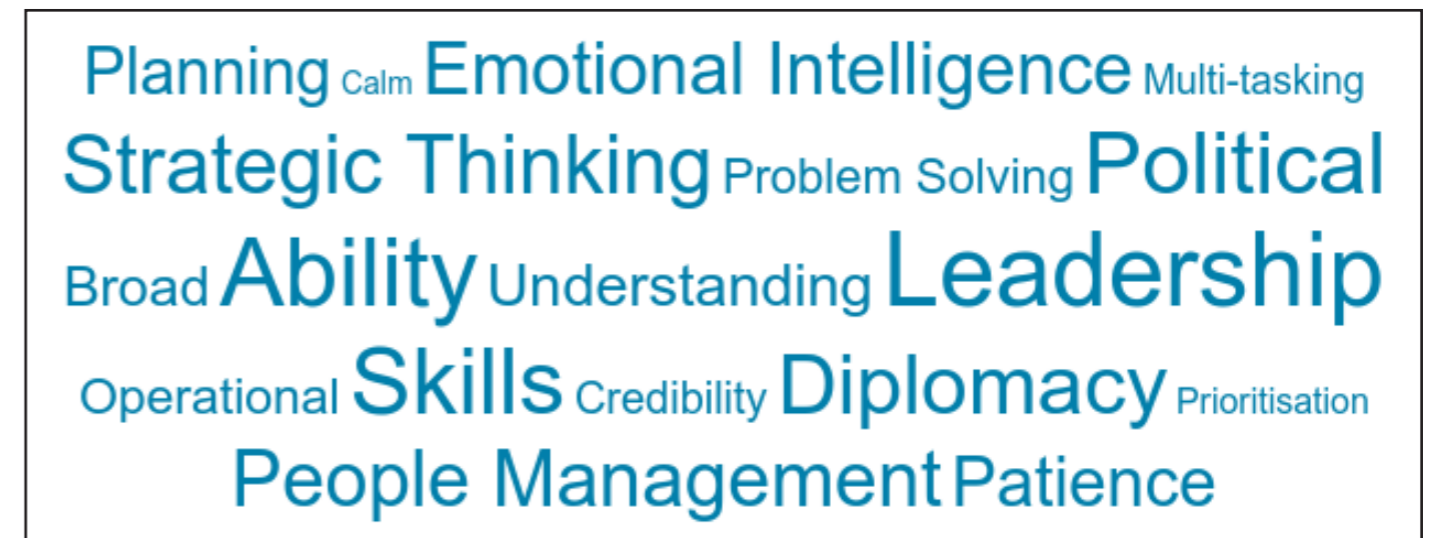 Planning Calm Emotional Intelligence Multi-tasking
Strategic Thinking Problem Solving Political
Broad Ability Understanding Leadership
Operational Skills Credibility Diplomacy Prioritisation
People Management Patience